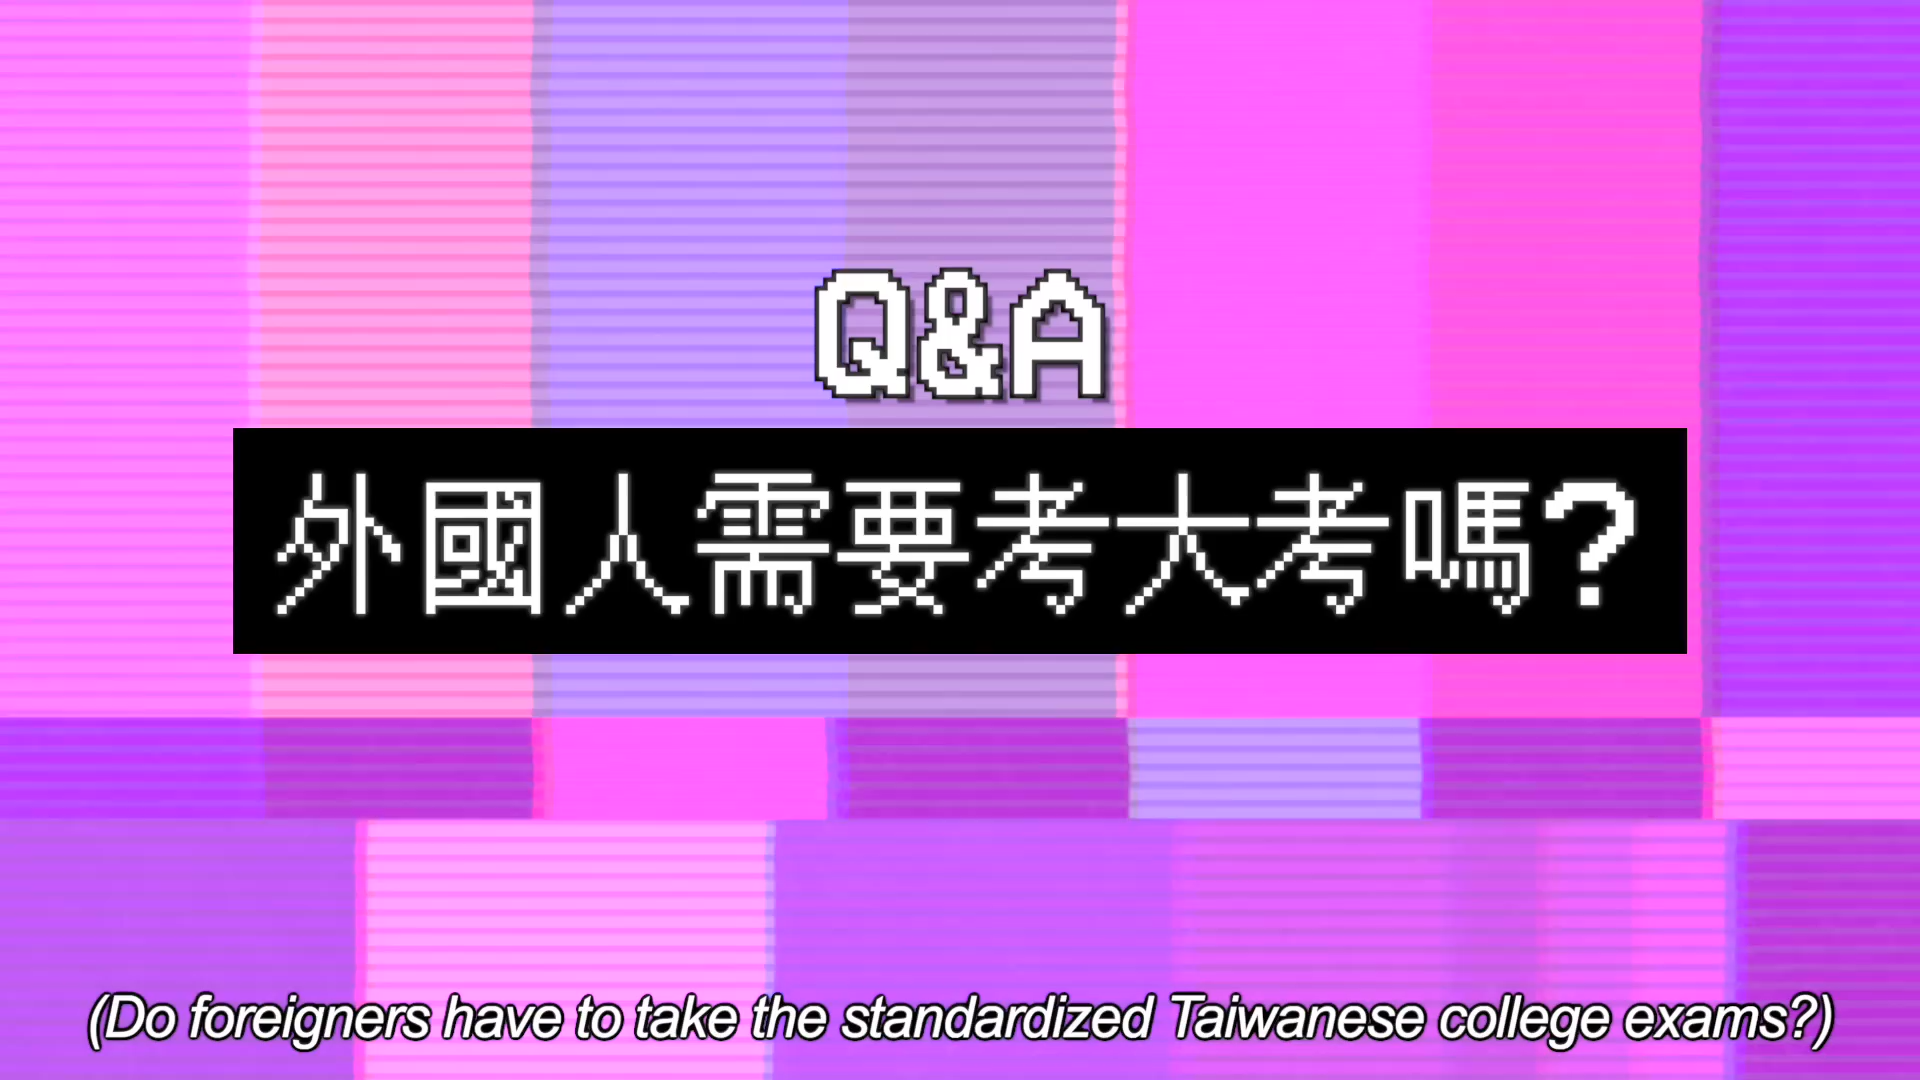 Q&A
外國人需要考大考嗎?
(Do foreigners have to take the standardized Taiwanese college exams?)